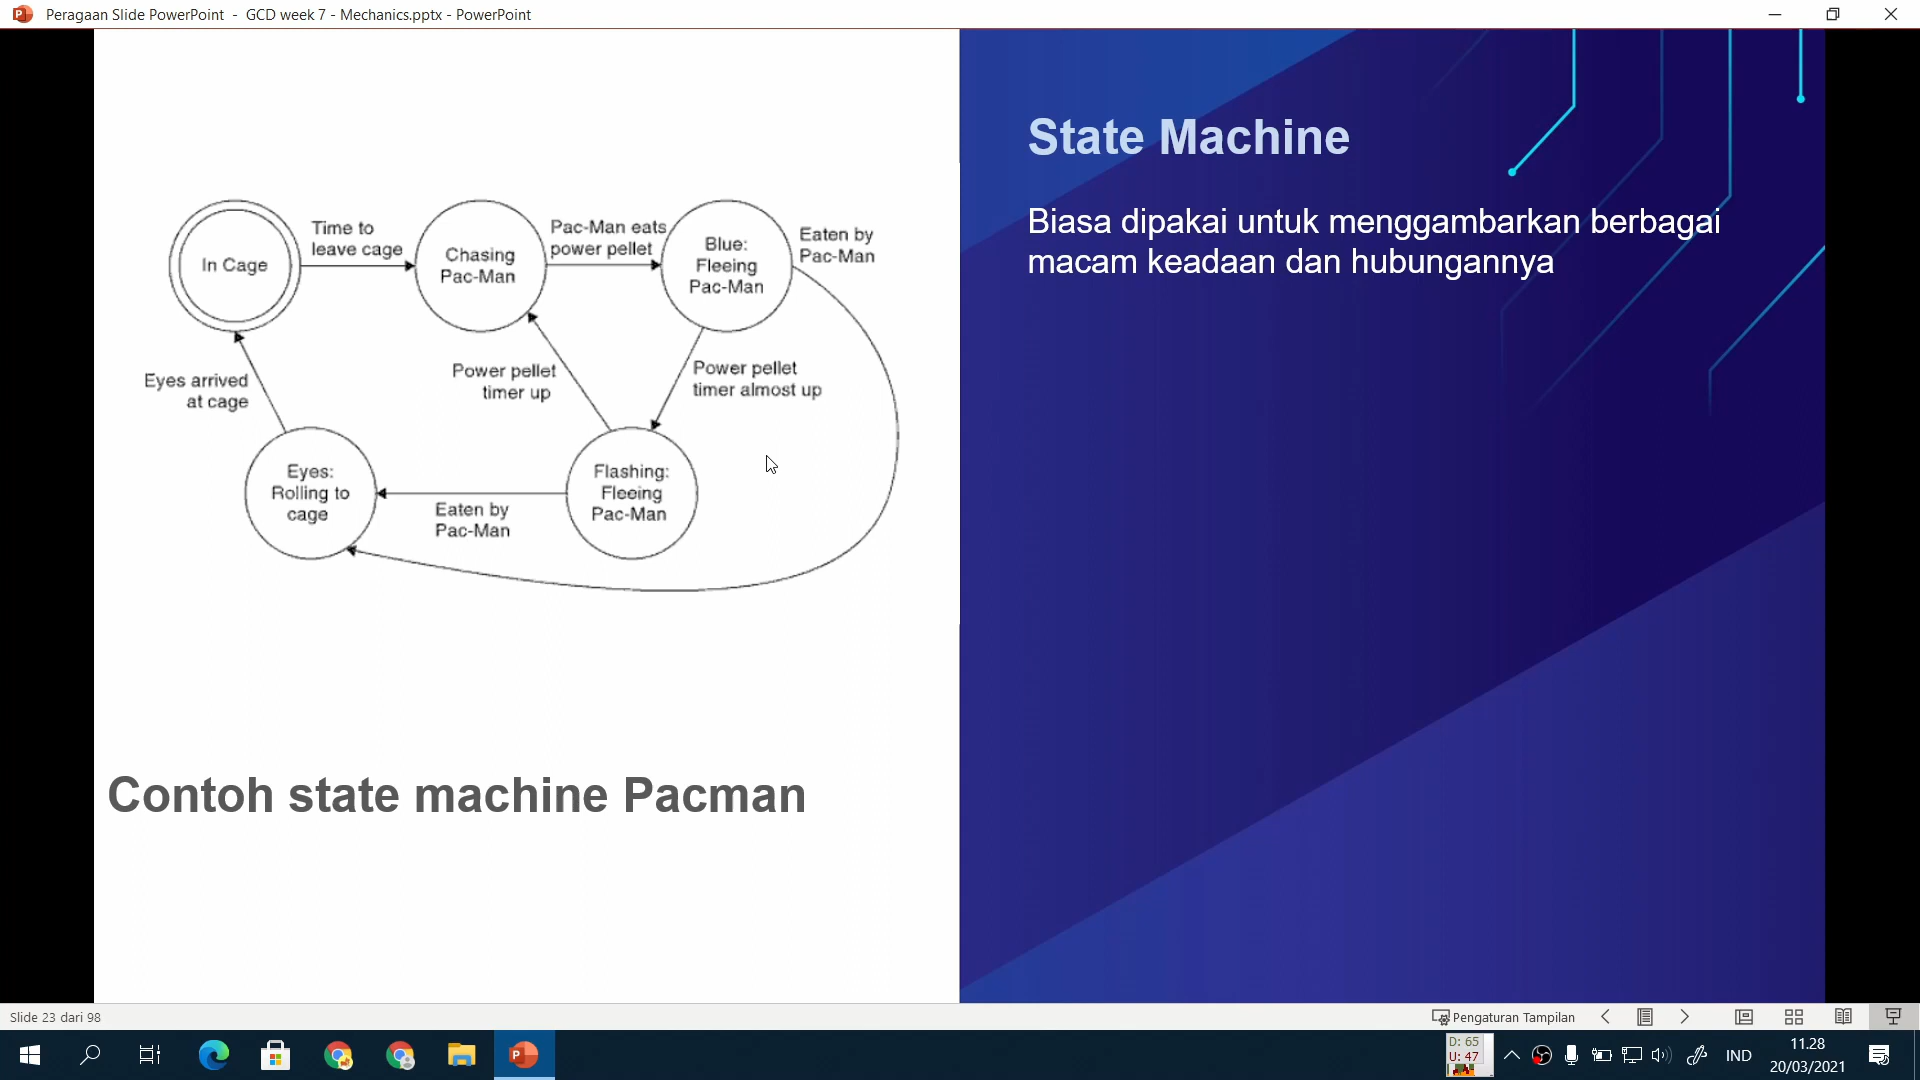 Peragaan Slide PowerPoint - GCD week 7 - Mechanics.pptx - PowerPoint
In Cage
Time to
leave cage
Chasing
Pac-Man
Pac-Man eats
power pellet
Blue:
Fleeing
Pac-Man
Eaten by
Pac-Man
Eyes arrived
at cage
Power pellet
timer up
Power pellet
timer almost up
Eyes:
Rolling to
cage
Eaten by
Pac-Man
Flashing:
Fleeing
Pac-Man
Contoh state machine Pacman
State Machine
Biasa dipakai untuk menggambarkan berbagai
macam keadaan dan hubungannya
Slide 23 dari 98
Pengaturan Tampilan
D: 65
U: 47
IND
11.28
20/03/2021